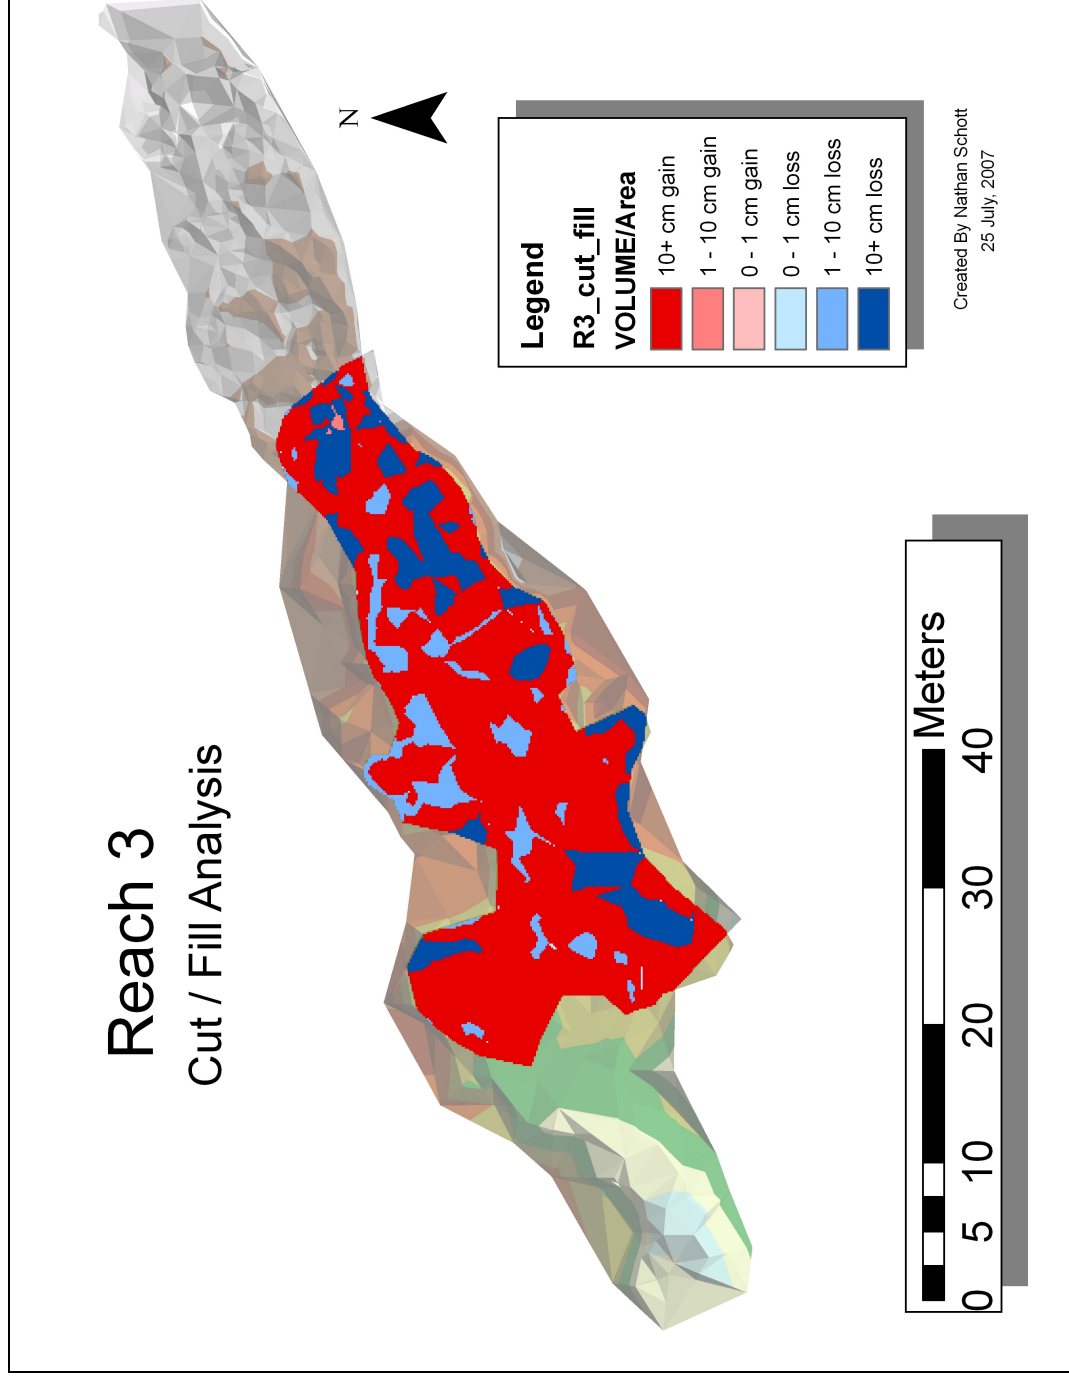 Reach 3
Cut / Fill Analysis
N
Legend
R3_cut_fill
VOLUME/Area
10+ cm gain
1 - 10 cm gain
0 - 1 cm gain
0 - 1 cm loss
1 - 10 cm loss
10+ cm loss
Created By Nathan Schott
25 July, 2007
Meters
0 5 10 20 30 40